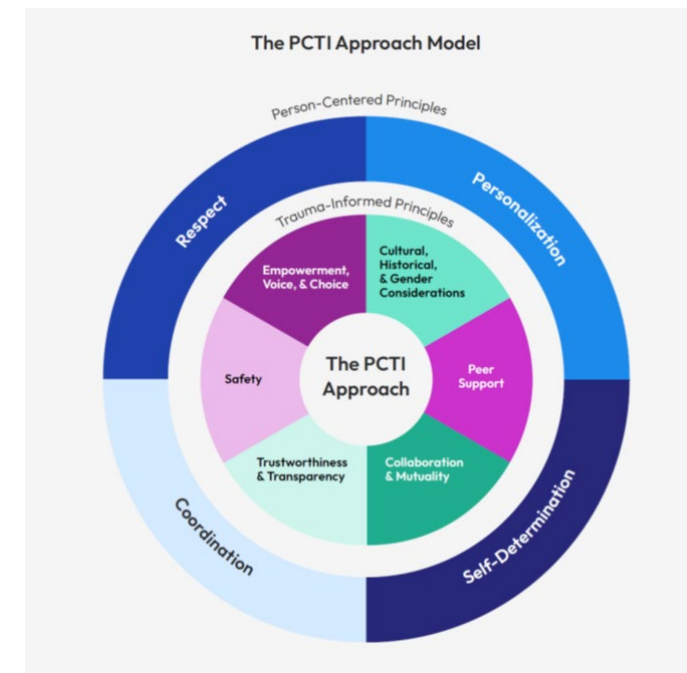 The PCTI Approach Model
Person-Centered Principles
Respect
Personalization
Trauma-Informed Principles
Empowerment,
Voice, & Choice
Cultural,
Historical,
& Gender
Considerations
Safety
The PCTI
Approach
Peer
Support
Trustworthiness
& Transparency
Collaboration
& Mutuality
Coordination
Self-Determination